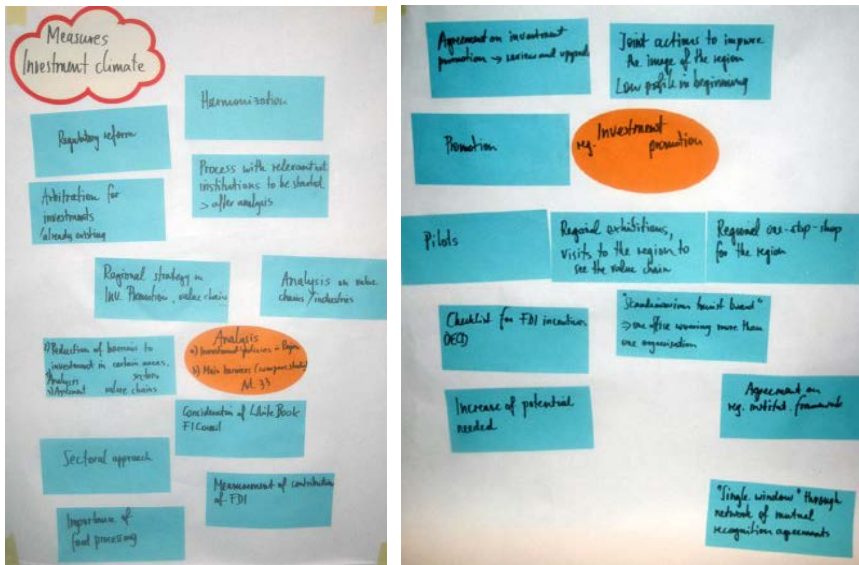 Measures
Investment climate
Harmonization
Regulatory reform
Process with relevant
institutions to be started
> after analysis
Arbitration for
investments
already existing
Regional strategy on
Inv. Promotion, value chain
Analysis on value
chains / industries
1) Reduction of barriers to
investment in certain areas,
Analysis sectors
value chains
Analysis
a) Investment policies in Region
b) Main barriers (company study)
Art. 33
Consideration of White Book
FI Council
Sectoral approach
Measurement of contribution
of FDI
Importance of
food processing
Agreement on investment
promotion → review and upgrade
Joint actions to improve
the image of the region
Low profile in beginning
Promotion
Investment
reg. promotion
Pilots
Regional exhibitions,
visits to the region to
see the value chain
Regional one-stop-shop
for the region
Checklist for FDI incentives
OECD
"Scandinavian tourist board"
→ one office covering more than
one organisation
Increase of potential
needed
Agreement on
reg. institut. framework
"Single window" through
network of mutual
recognition agreements